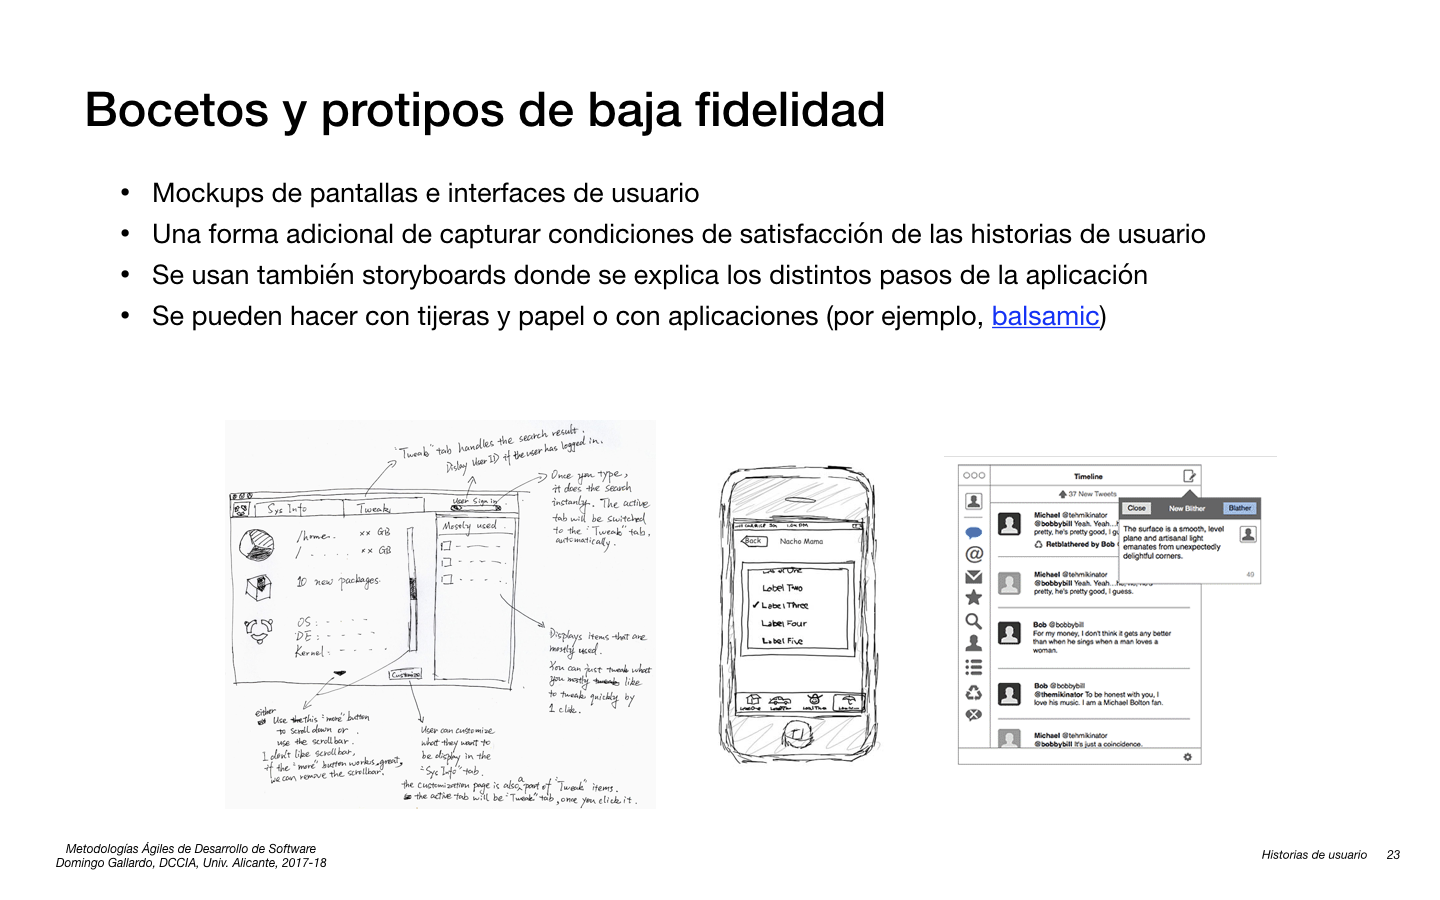 Bocetos y protipos de baja fidelidad
• Mockups de pantallas e interfaces de usuario
• Una forma adicional de capturar condiciones de satisfacción de las historias de usuario
• Se usan también storyboards donde se explica los distintos pasos de la aplicación
• Se pueden hacer con tijeras y papel o con aplicaciones (por ejemplo, balsamic)
"Tweak" tab handles the search result.
Display User ID if the user has logged in.
Once you type,
it does the search
instantly. The active
tab will be switched
to the "Tweak" tab,
automatically.
User Sign in
Sys Info
Tweaks
Mostly used
/home. xx GB
/ ..... xx GB
10 new packages.
OS:
DE:
Kernel:
Customize
Displays items that are
mostly used.
You can just tweak what
you mostly tweak like
to tweak quickly by
1 click.
either
Use the this "more" button
to scroll down or
use the scrollbar.
I don't like scrollbar,
if the "more" button works great,
we can remove the scrollbar.
User can customize
what they want to
be display in the
"Sys Info" tab.
the customization page is also a part of "Tweak" items.
the active tab will be "Tweak" tab, once you click it.
Back
Nacho Mama
Label One
Label Two
✓ Label Three
Label Four
Label Five
Timeline
37 New Tweets
Close
New Blither
Blather
The surface is a smooth, level
plane and artisanal light
emanates from unexpectedly
delightful corners.
49
Michael @tehmikinator
@bobbybill Yeah. Yeah...h
pretty, he's pretty good, I g
Retblathered by Bob
Michael @tehmikinator
@bobbybill Yeah. Yeah...he, he, he's
pretty, he's pretty good, I guess.
Bob @bobbybill
For my money, I don't think it gets any better
than when he sings when a man loves a
woman.
Bob @bobbybill
@themikinator To be honest with you, I
love his music. I am a Michael Bolton fan.
Michael @tehmikinator
@bobbybill It's just a coincidence.
Metodologías Ágiles de Desarrollo de Software
Domingo Gallardo, DCCIA, Univ. Alicante, 2017-18
Historias de usuario 23